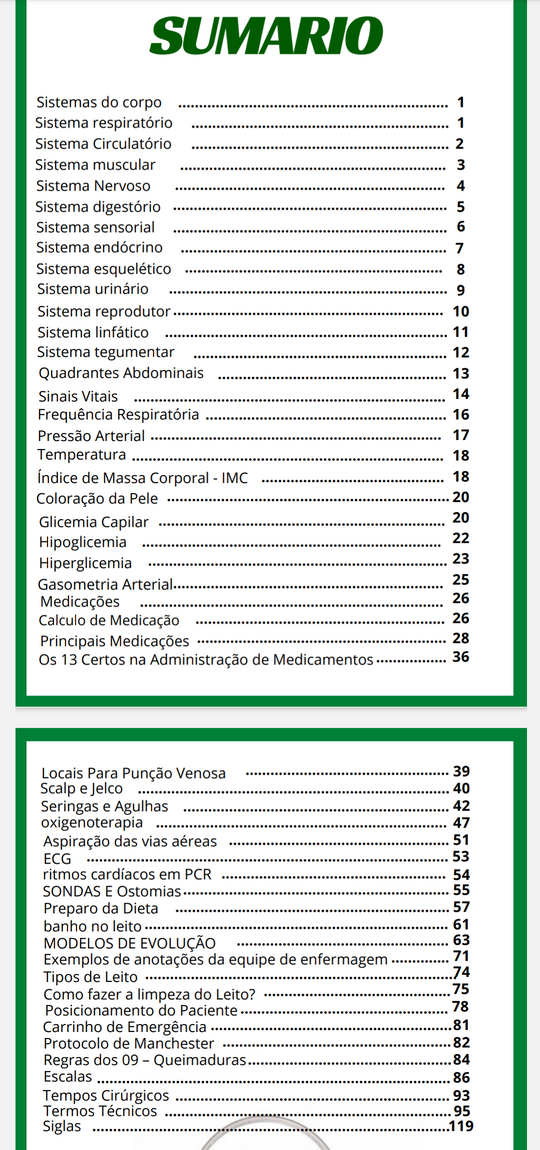 SUMARIO
Sistemas do corpo ........ 1
Sistema respiratório ........ 1
Sistema Circulatório ........ 2
Sistema muscular ........ 3
Sistema Nervoso ........ 4
Sistema digestório ........ 5
Sistema sensorial ........ 6
Sistema endócrino ........ 7
Sistema esquelético ........ 8
Sistema urinário ........ 9
Sistema reprodutor ........ 10
Sistema linfático ........ 11
Sistema tegumentar ........ 12
Quadrantes Abdominais ........ 13
Sinais Vitais ........ 14
Frequência Respiratória ........ 16
Pressão Arterial ........ 17
Temperatura ........ 18
Índice de Massa Corporal - IMC ........ 18
Coloração da Pele ........ 20
Glicemia Capilar ........ 20
Hipoglicemia ........ 22
Hiperglicemia ........ 23
Gasometria Arterial ........ 25
Medicações ........ 26
Calculo de Medicação ........ 26
Principais Medicações ........ 28
Os 13 Certos na Administração de Medicamentos ........ 36
Locais Para Punção Venosa ........ 39
Scalp e Jelco ........ 40
Seringas e Agulhas ........ 42
oxigenoterapia ........ 47
Aspiração das vias aéreas ........ 51
ECG ........ 53
ritmos cardíacos em PCR ........ 54
SONDAS E Ostomias ........ 55
Preparo da Dieta ........ 57
banho no leito ........ 61
MODELOS DE EVOLUÇÃO ........ 63
Exemplos de anotações da equipe de enfermagem ........ 71
Tipos de Leito ........ 74
Como fazer a limpeza do Leito? ........ 75
Posicionamento do Paciente ........ 78
Carrinho de Emergência ........ 81
Protocolo de Manchester ........ 82
Regras dos 09 – Queimaduras ........ 84
Escalas ........ 86
Tempos Cirúrgicos ........ 93
Termos Técnicos ........ 95
Siglas ........ 119